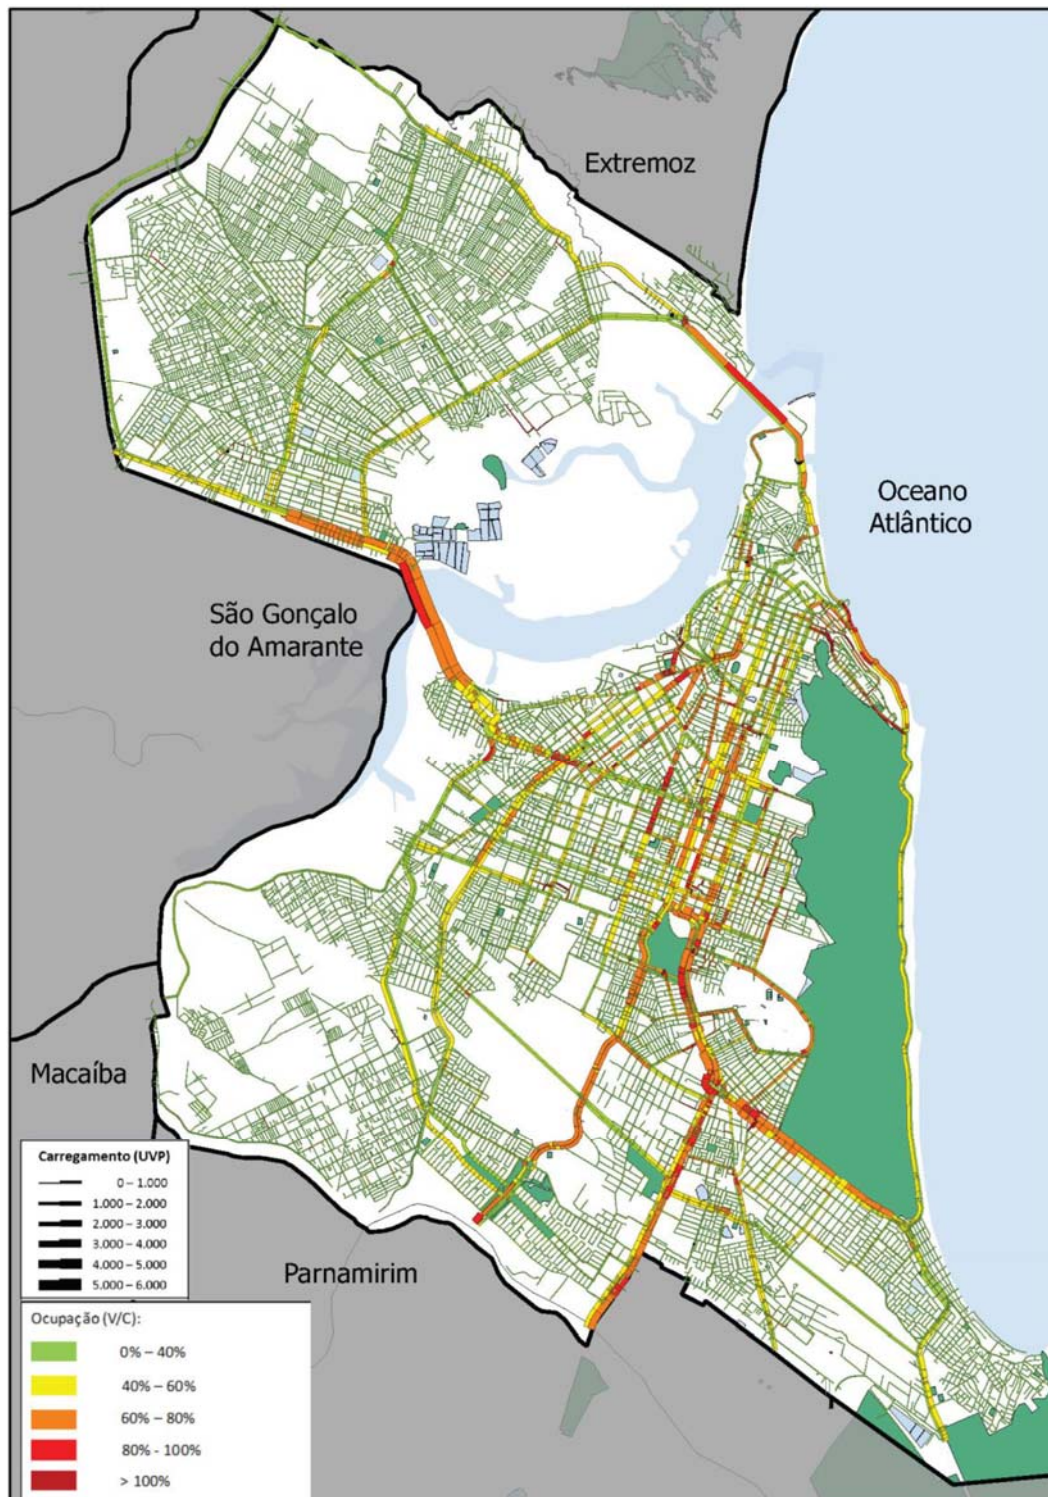 Extremoz
Oceano
Atlântico
São Gonçalo
do Amarante
Macaíba
Parnamirim
Carregamento (UVP)
0 – 1.000
1.000 – 2.000
2.000 – 3.000
3.000 – 4.000
4.000 – 5.000
5.000 – 6.000
Ocupação (V/C):
0% – 40%
40% – 60%
60% – 80%
80% - 100%
> 100%